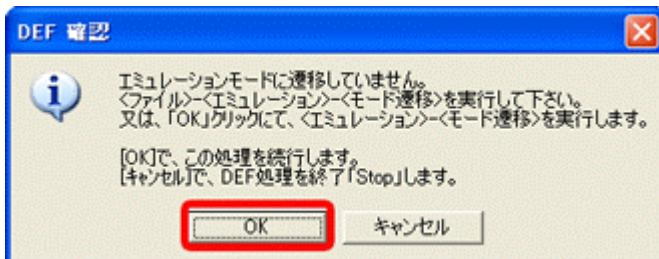 DEF 確認
エミュレーションモードに遷移していません。
<ファイル>-<エミュレーション>-<モード遷移>を実行して下さい。
又は、「OK」クリックにて、<エミュレーション>-<モード遷移>を実行します。
[OK]で、この処理を続行します。
[キャンセル]で、DEF処理を終了「Stop」します。
OK キャンセル